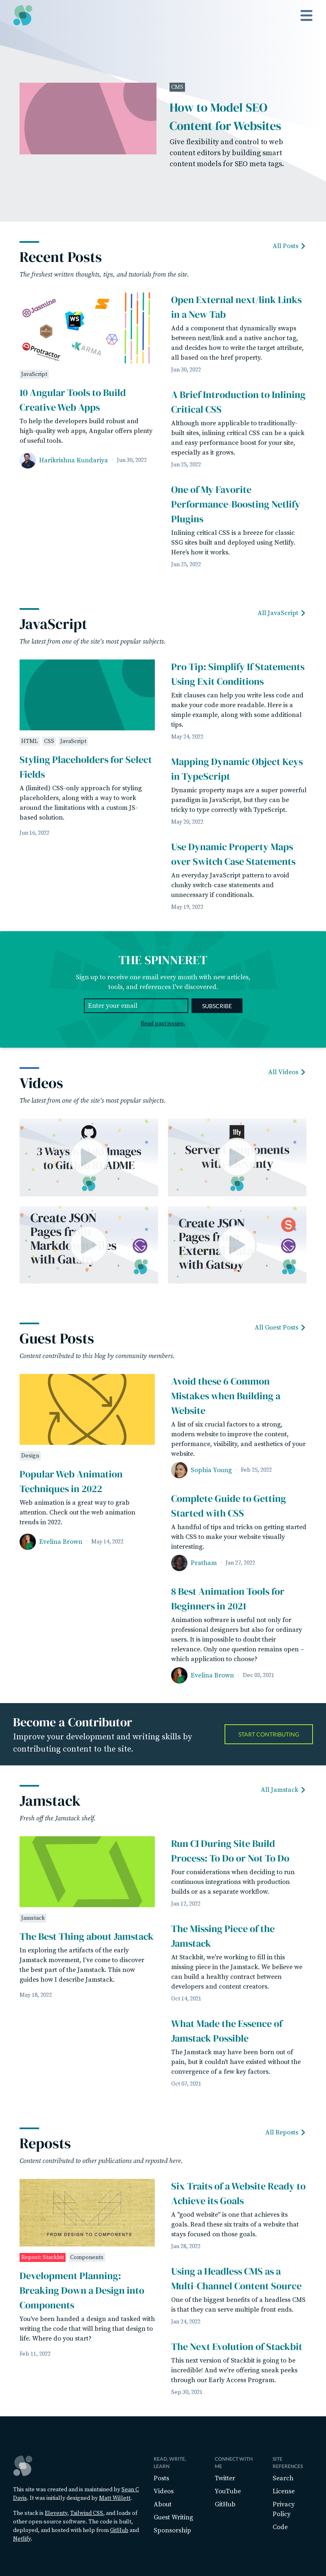 CMS
How to Model SEO
Content for Websites
Give flexibility and control to web
content editors by building smart
content models for SEO meta tags.
Recent Posts
All Posts
The freshest written thoughts, tips, and tutorials from the site.
Jasmine
WS
Protractor
KARMA
JavaScript
10 Angular Tools to Build
Creative Web Apps
To help the developers build robust and
high-quality web apps, Angular offers plenty
of useful tools.
Harikrishna Kundariya · Jun 30, 2022
Open External next/link Links
in a New Tab
Add a component that dynamically swaps
between next/link and a native anchor tag,
and decides how to write the target attribute,
all based on the href property.
Jun 30, 2022
A Brief Introduction to Inlining
Critical CSS
Although more applicable to traditionally-
built sites, inlining critical CSS can be a quick
and easy performance boost for your site,
especially as it grows.
Jun 25, 2022
One of My Favorite
Performance-Boosting Netlify
Plugins
Inlining critical CSS is a breeze for classic
SSG sites built and deployed using Netlify.
Here's how it works.
Jun 25, 2022
JavaScript
All JavaScript
The latest from one of the site's most popular subjects.
HTML
CSS
JavaScript
Styling Placeholders for Select
Fields
A (limited) CSS-only approach for styling
placeholders, along with a way to work
around the limitations with a custom JS-
based solution.
Jun 16, 2022
Pro Tip: Simplify If Statements
Using Exit Conditions
Exit clauses can help you write less code and
make your code more readable. Here is a
simple example, along with some additional
tips.
May 24, 2022
Mapping Dynamic Object Keys
in TypeScript
Dynamic property maps are a super powerful
paradigm in JavaScript, but they can be
tricky to type correctly with TypeScript.
May 20, 2022
Use Dynamic Property Maps
over Switch Case Statements
An everyday JavaScript pattern to avoid
clunky switch-case statements and
unnecessary if conditionals.
May 19, 2022
THE SPINNERET
Sign up to receive one email every month with new articles,
tools, and references I've discovered.
Enter your email
SUBSCRIBE
Read past issues.
Videos
All Videos
The latest from one of the site's most popular subjects.
3 Ways Images
to GitH README
11ty
Server ponents
with nty
Create JSON
Pages fro
Markdo les
with Gats
Create JSON
Pages f
Externa a
with Gatsby
Guest Posts
All Guest Posts
Content contributed to this blog by community members.
Design
Popular Web Animation
Techniques in 2022
Web animation is a great way to grab
attention. Check out the web animation
trends in 2022.
Evelina Brown · May 14, 2022
Avoid these 6 Common
Mistakes when Building a
Website
A list of six crucial factors to a strong,
modern website to improve the content,
performance, visibility, and aesthetics of your
website.
Sophia Young · Feb 25, 2022
Complete Guide to Getting
Started with CSS
A handful of tips and tricks on getting started
with CSS to make your website visually
interesting.
Pratham · Jan 27, 2022
8 Best Animation Tools for
Beginners in 2021
Animation software is useful not only for
professional designers but also for ordinary
users. It is impossible to doubt their
relevance. Only one question remains open –
which application to choose?
Evelina Brown · Dec 03, 2021
Become a Contributor
Improve your development and writing skills by
contributing content to the site.
START CONTRIBUTING
Jamstack
All Jamstack
Fresh off the Jamstack shelf.
Jamstack
The Best Thing about Jamstack
In exploring the artifacts of the early
Jamstack movement, I've come to discover
the best part of the Jamstack. This now
guides how I describe Jamstack.
May 18, 2022
Run CI During Site Build
Process: To Do or Not To Do
Four considerations when deciding to run
continuous integrations with production
builds or as a separate workflow.
Jan 12, 2022
The Missing Piece of the
Jamstack
At Stackbit, we're working to fill in this
missing piece in the Jamstack. We believe we
can build a healthy contract between
developers and content creators.
Oct 14, 2021
What Made the Essence of
Jamstack Possible
The Jamstack may have been born out of
pain, but it couldn't have existed without the
convergence of a few key factors.
Oct 07, 2021
Reposts
All Reposts
Content contributed to other publications and reposted here.
FROM DESIGN TO COMPONENTS
Repost: Stackbit
Components
Development Planning:
Breaking Down a Design into
Components
You've been handed a design and tasked with
writing the code that will bring that design to
life. Where do you start?
Feb 11, 2022
Six Traits of a Website Ready to
Achieve its Goals
A "good website" is one that achieves its
goals. Read these six traits of a website that
stays focused on those goals.
Jan 28, 2022
Using a Headless CMS as a
Multi-Channel Content Source
One of the biggest benefits of a headless CMS
is that they can serve multiple front ends.
Jan 24, 2022
The Next Evolution of Stackbit
This next version of Stackbit is going to be
incredible! And we're offering sneak peeks
through our Early Access Program.
Sep 30, 2021
This site was created and is maintained by Sean C
Davis. It was initially designed by Matt Willett.
The stack is Eleventy, Tailwind CSS, and loads of
other open source software. The code is built,
deployed, and hosted with help from GitHub and
Netlify.
READ, WRITE,
LEARN
Posts
Videos
About
Guest Writing
Sponsorship
CONNECT WITH
ME
Twitter
YouTube
GitHub
SITE
REFERENCES
Search
License
Privacy
Policy
Code